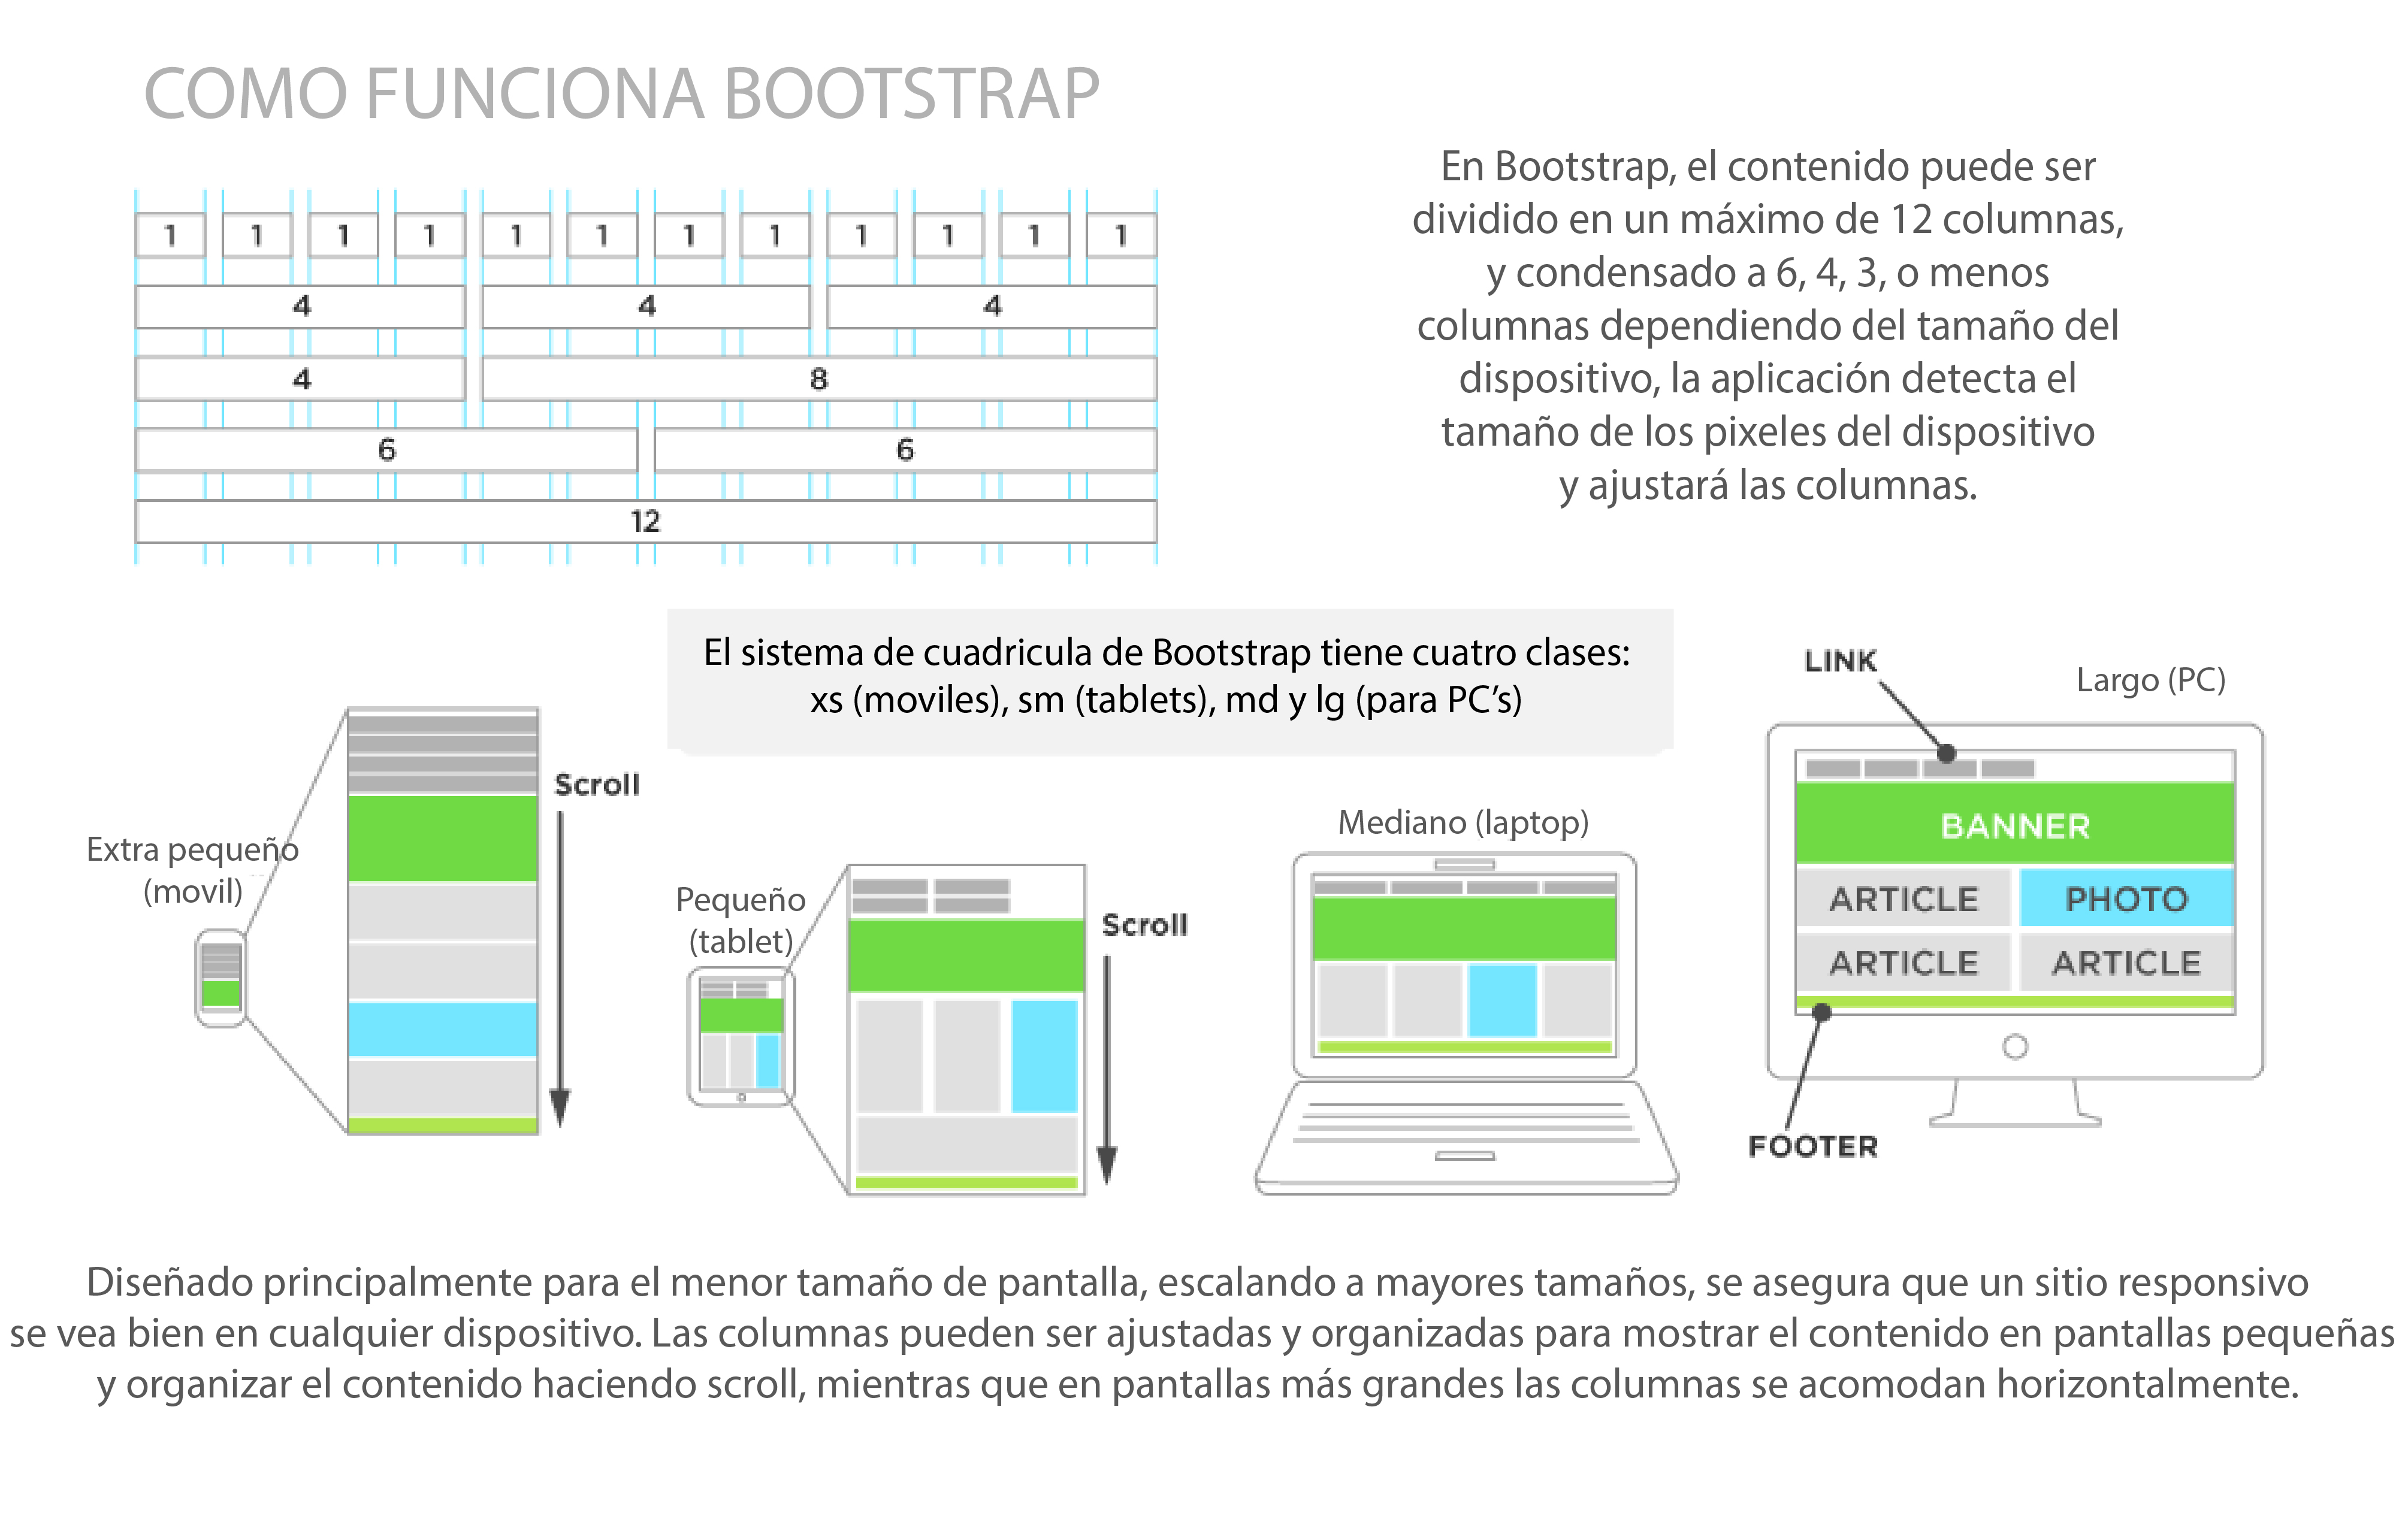 COMO FUNCIONA BOOTSTRAP
1 1 1 1 1 1 1 1 1 1 1 1
4 4 4
4 8
6 6
12
En Bootstrap, el contenido puede ser
dividido en un máximo de 12 columnas,
y condensado a 6, 4, 3, o menos
columnas dependiendo del tamaño del
dispositivo, la aplicación detecta el
tamaño de los pixeles del dispositivo
y ajustará las columnas.
El sistema de cuadricula de Bootstrap tiene cuatro clases:
xs (moviles), sm (tablets), md y lg (para PC’s)
Extra pequeño
(movil)
Scroll
Pequeño
(tablet)
Scroll
Mediano (laptop)
LINK
Largo (PC)
BANNER
ARTICLE PHOTO
ARTICLE ARTICLE
FOOTER
Diseñado principalmente para el menor tamaño de pantalla, escalando a mayores tamaños, se asegura que un sitio responsivo
se vea bien en cualquier dispositivo. Las columnas pueden ser ajustadas y organizadas para mostrar el contenido en pantallas pequeñas
y organizar el contenido haciendo scroll, mientras que en pantallas más grandes las columnas se acomodan horizontalmente.